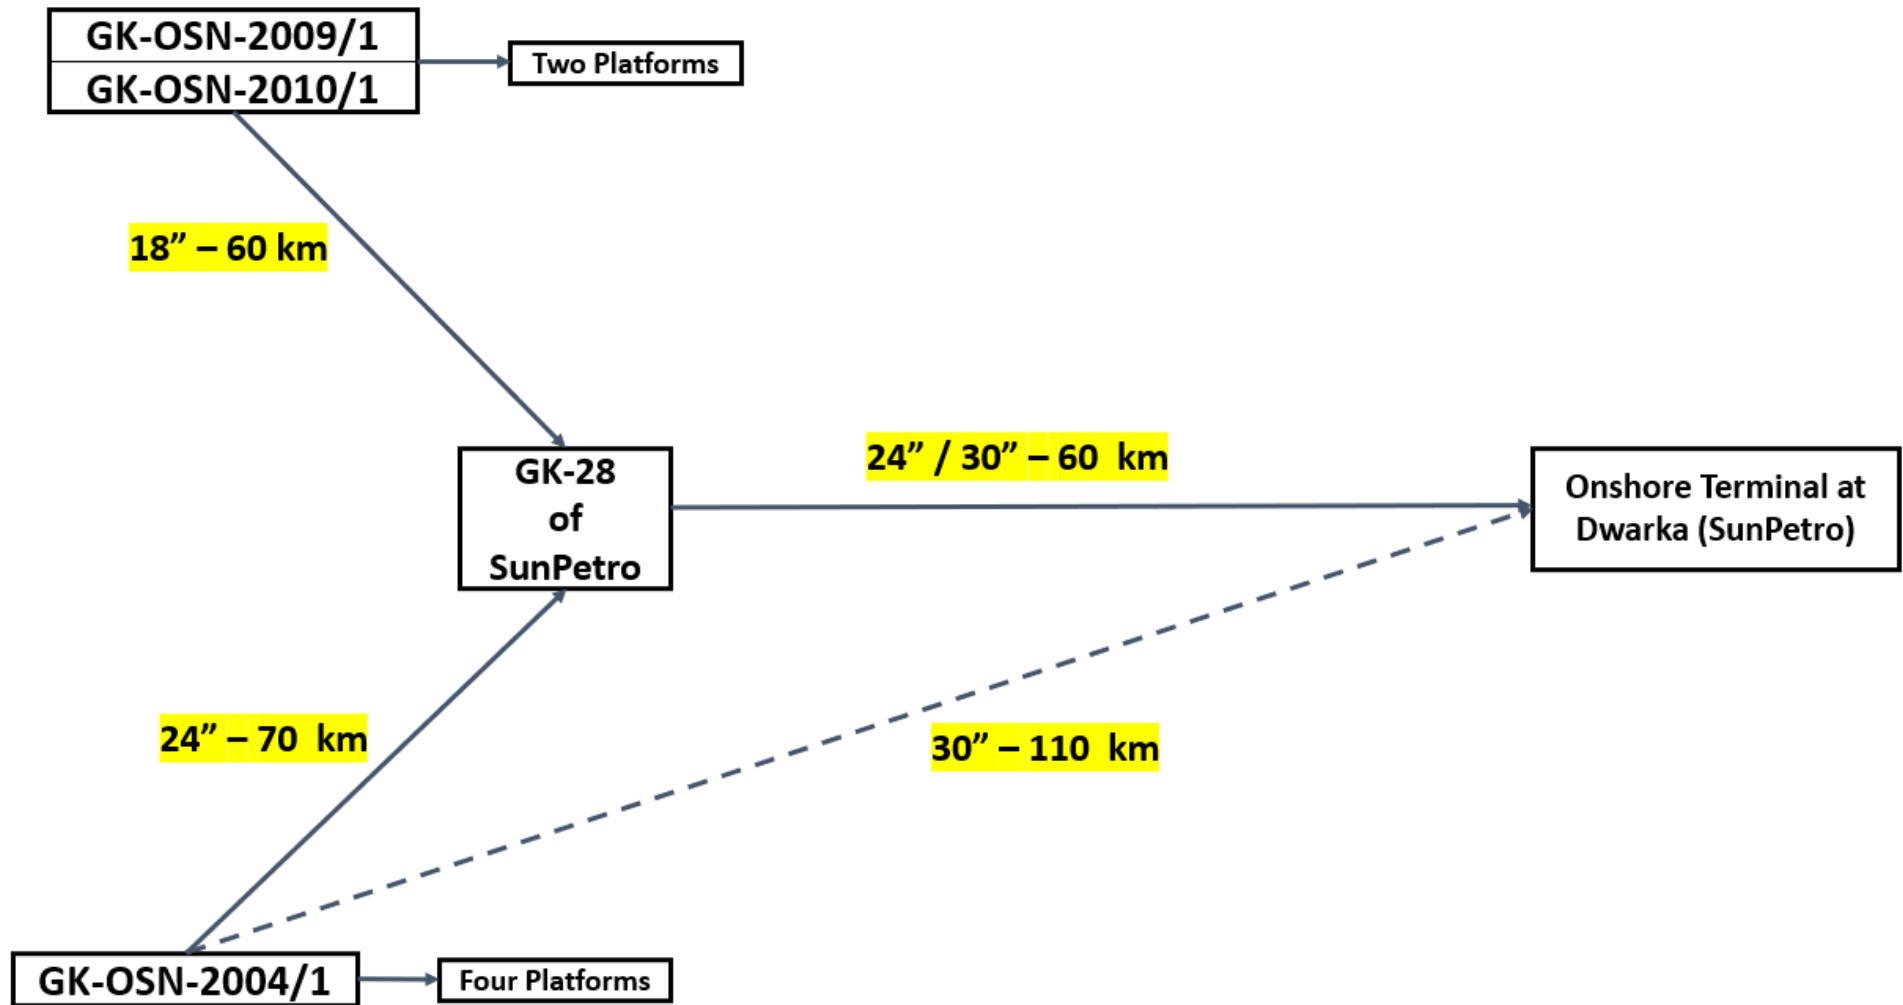 GK-OSN-2009/1
GK-OSN-2010/1
Two Platforms
18” – 60 km
GK-28
of
SunPetro
24” / 30” – 60 km
Onshore Terminal at
Dwarka (SunPetro)
24” – 70 km
30” – 110 km
GK-OSN-2004/1
Four Platforms